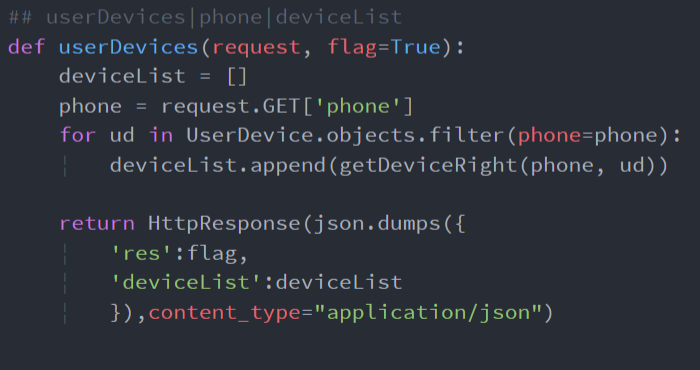 ## userDevices|phone|deviceList
def userDevices(request, flag=True):
    deviceList = []
    phone = request.GET['phone']
    for ud in UserDevice.objects.filter(phone=phone):
        deviceList.append(getDeviceRight(phone, ud))
    return HttpResponse(json.dumps({
        'res':flag,
        'deviceList':deviceList
        }),content_type="application/json")